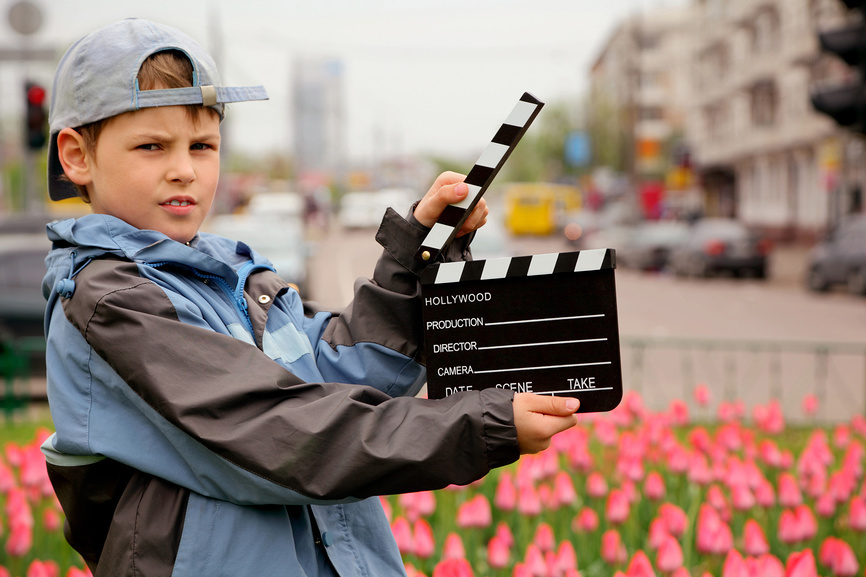 HOLLYWOOD
PRODUCTION
DIRECTOR
CAMERA
DATE SCENE TAKE